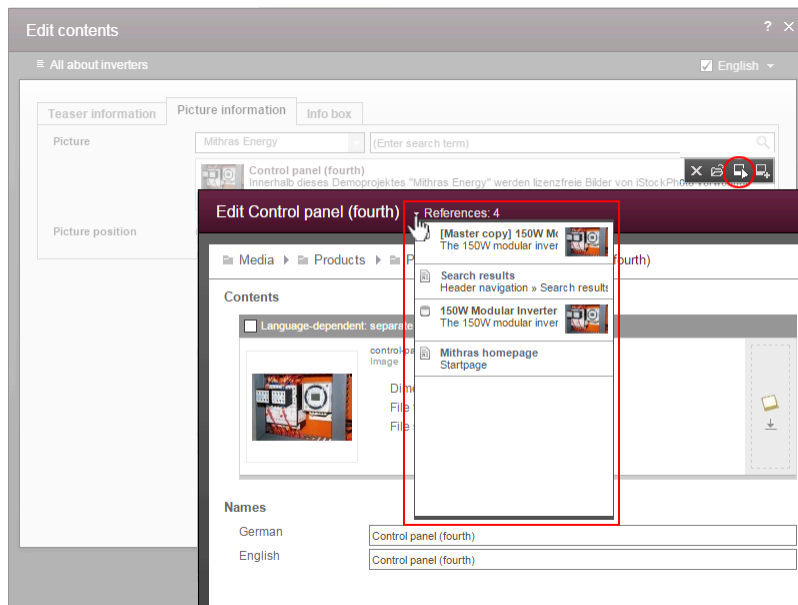 Edit contents
?
All about inverters
English
Teaser information
Picture information
Info box
Picture
Mithras Energy
(Enter search term)
Control panel (fourth)
Innerhalb dieses Demoprojektes "Mithras Energy" werden lizenzfreie Bilder von iStockPhoto
Picture position
Edit Control panel (fourth)
References: 4
Media
Products
fourth)
[Master copy] 150W Mo
The 150W modular inver
Search results
Header navigation » Search results
150W Modular Inverter
The 150W modular inver
Mithras homepage
Startpage
Contents
Language-dependent: separate
control-pa
Image
Dime
File
File
Names
German
Control panel (fourth)
English
Control panel (fourth)